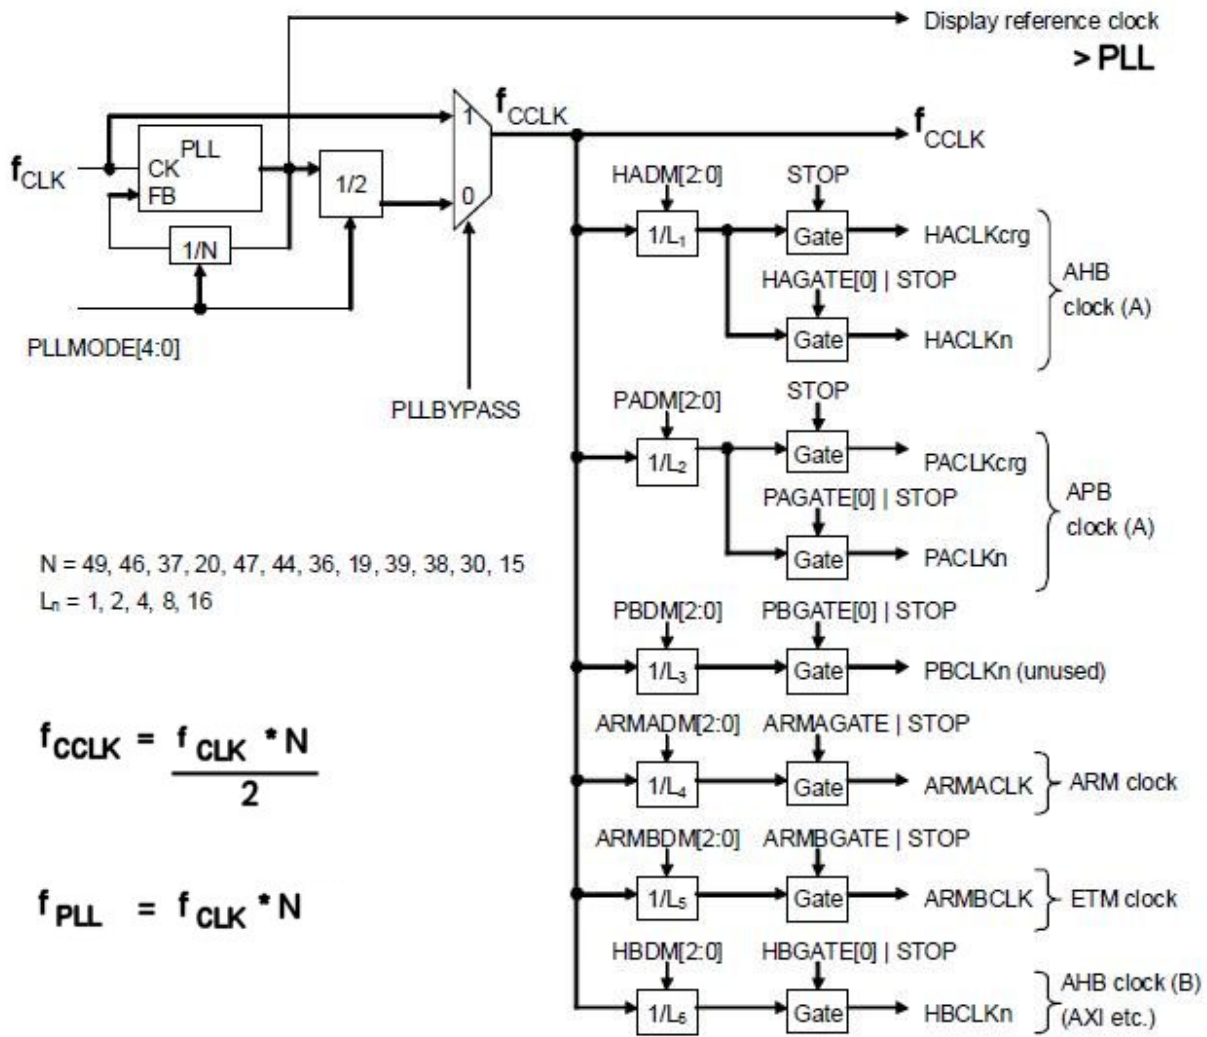 Display reference clock
> PLL
fCCLK
1
fCCLK
PLL
fCLK
CK
FB
1/2
0
1/N
PLLMODE[4:0]
PLLBYPASS
HADM[2:0]
STOP
1/L1
Gate
HACLKcrg
HAGATE[0] | STOP
Gate
HACLKn
AHB
clock (A)
PADM[2:0]
STOP
1/L2
Gate
PACLKcrg
PAGATE[0] | STOP
Gate
PACLKn
APB
clock (A)
N = 49, 46, 37, 20, 47, 44, 36, 19, 39, 38, 30, 15
Ln = 1, 2, 4, 8, 16
PBDM[2:0]
PBGATE[0] | STOP
1/L3
Gate
PBCLKn (unused)
fCCLK = fCLK * N
2
ARMADM[2:0]
ARMAGATE | STOP
1/L4
Gate
ARMACLK
ARM clock
fPLL = fCLK * N
ARMBDM[2:0]
ARMBGATE | STOP
1/L5
Gate
ARMBCLK
ETM clock
HBDM[2:0]
HBGATE[0] | STOP
1/L6
Gate
HBCLKn
AHB clock (B)
(AXI etc.)